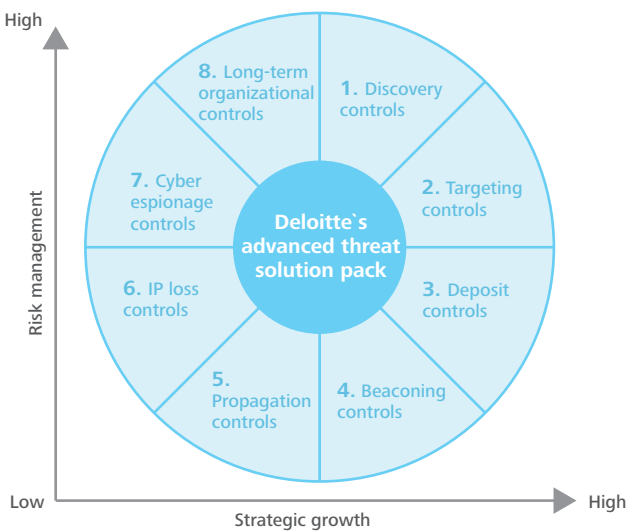 High
8. Long-term
organizational
controls
1. Discovery
controls
7. Cyber
espionage
controls
2. Targeting
controls
Deloitte`s
advanced threat
solution pack
6. IP loss
controls
3. Deposit
controls
5.
Propagation
controls
4. Beaconing
controls
Risk management
Low
Strategic growth
High